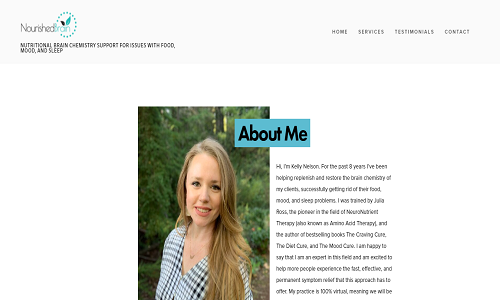 NourishedBrain
NUTRITIONAL BRAIN CHEMISTRY SUPPORT FOR ISSUES WITH FOOD,
MOOD, AND SLEEP
HOME SERVICES TESTIMONIALS CONTACT
About Me
Hi, I'm Kelly Nelson. For the past 8 years I've been
helping replenish and restore the brain chemistry of
my clients, successfully getting rid of their food,
mood, and sleep problems. I was trained by Julia
Ross, the pioneer in the field of NeuroNutrient
Therapy (also known as Amino Acid Therapy), and
the author of bestselling books The Craving Cure,
The Diet Cure, and The Mood Cure. I am happy to
say that I am an expert in this field and am excited to
help more people experience the fast, effective, and
permanent symptom relief that this approach has to
offer. My practice is 100% virtual, meaning we will be